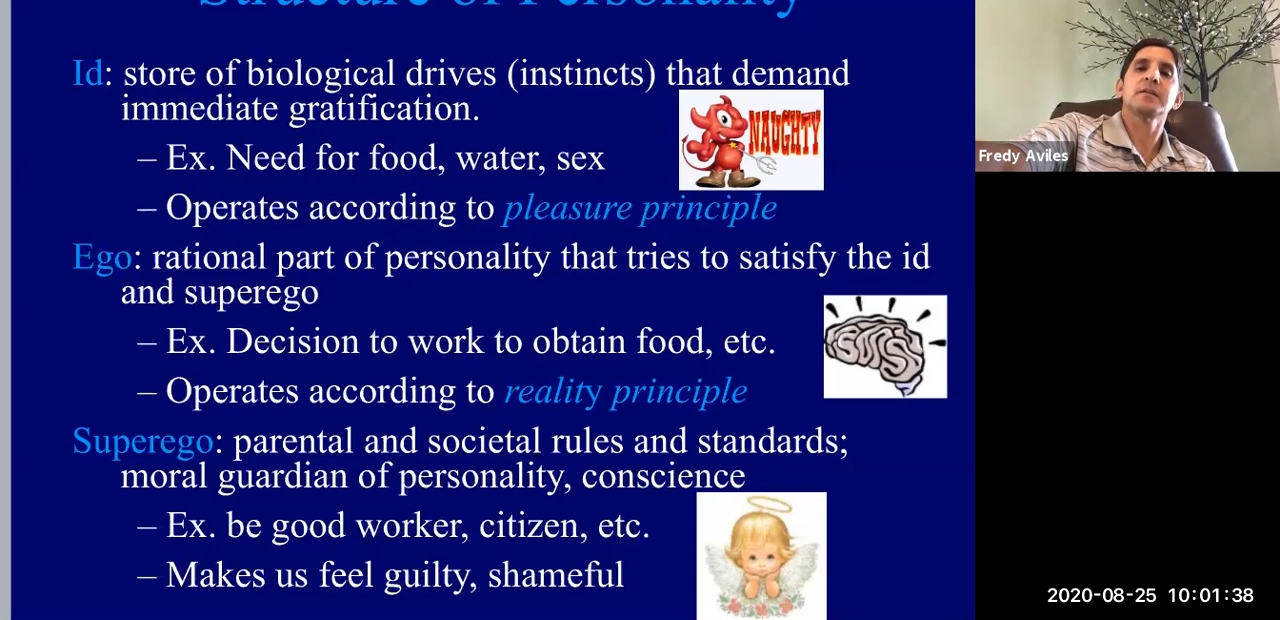 Structure of Personality
Id: store of biological drives (instincts) that demand
immediate gratification.
NAUGHTY
– Ex. Need for food, water, sex
– Operates according to pleasure principle
Ego: rational part of personality that tries to satisfy the id
and superego
– Ex. Decision to work to obtain food, etc.
– Operates according to reality principle
Superego: parental and societal rules and standards;
moral guardian of personality, conscience
– Ex. be good worker, citizen, etc.
– Makes us feel guilty, shameful
Fredy Aviles
2020-08-25 10:01:38